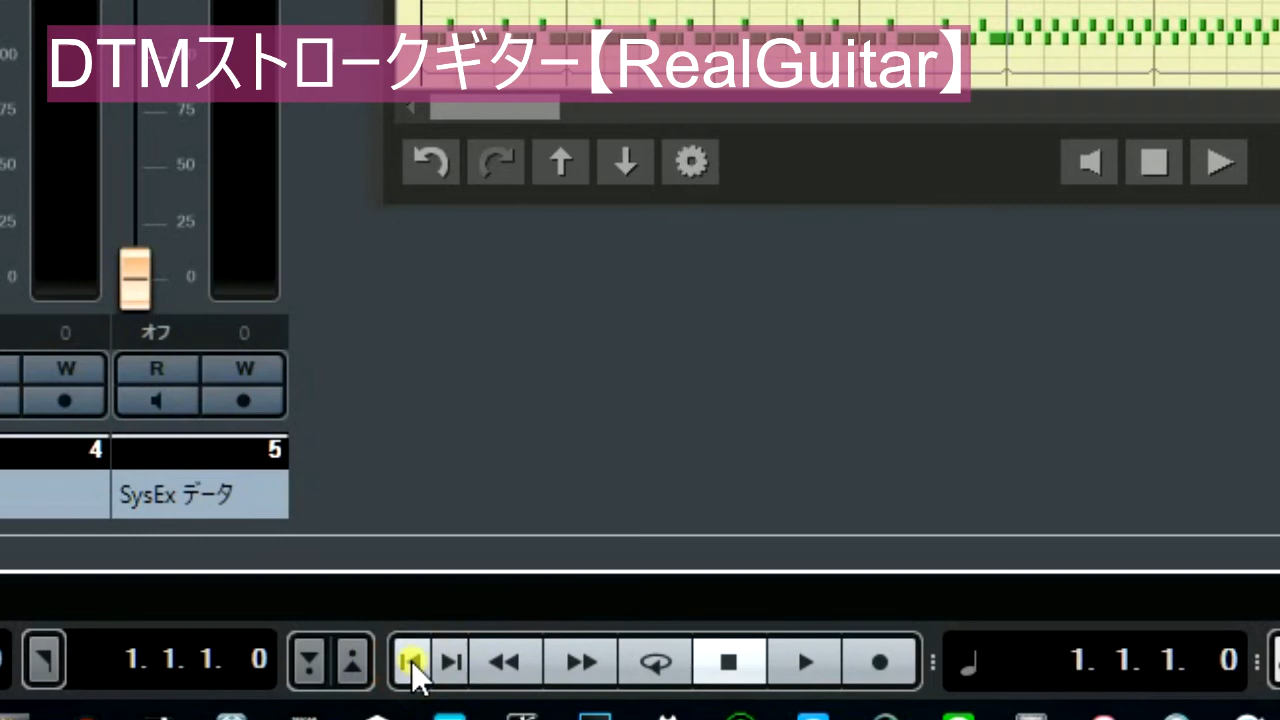 DTMストロークギター【RealGuitar】
00
75 75
50 50
25 25
0 0
0 オフ 0
W R W
4 5
SysEx データ
1. 1. 1. 0 1. 1. 1. 0